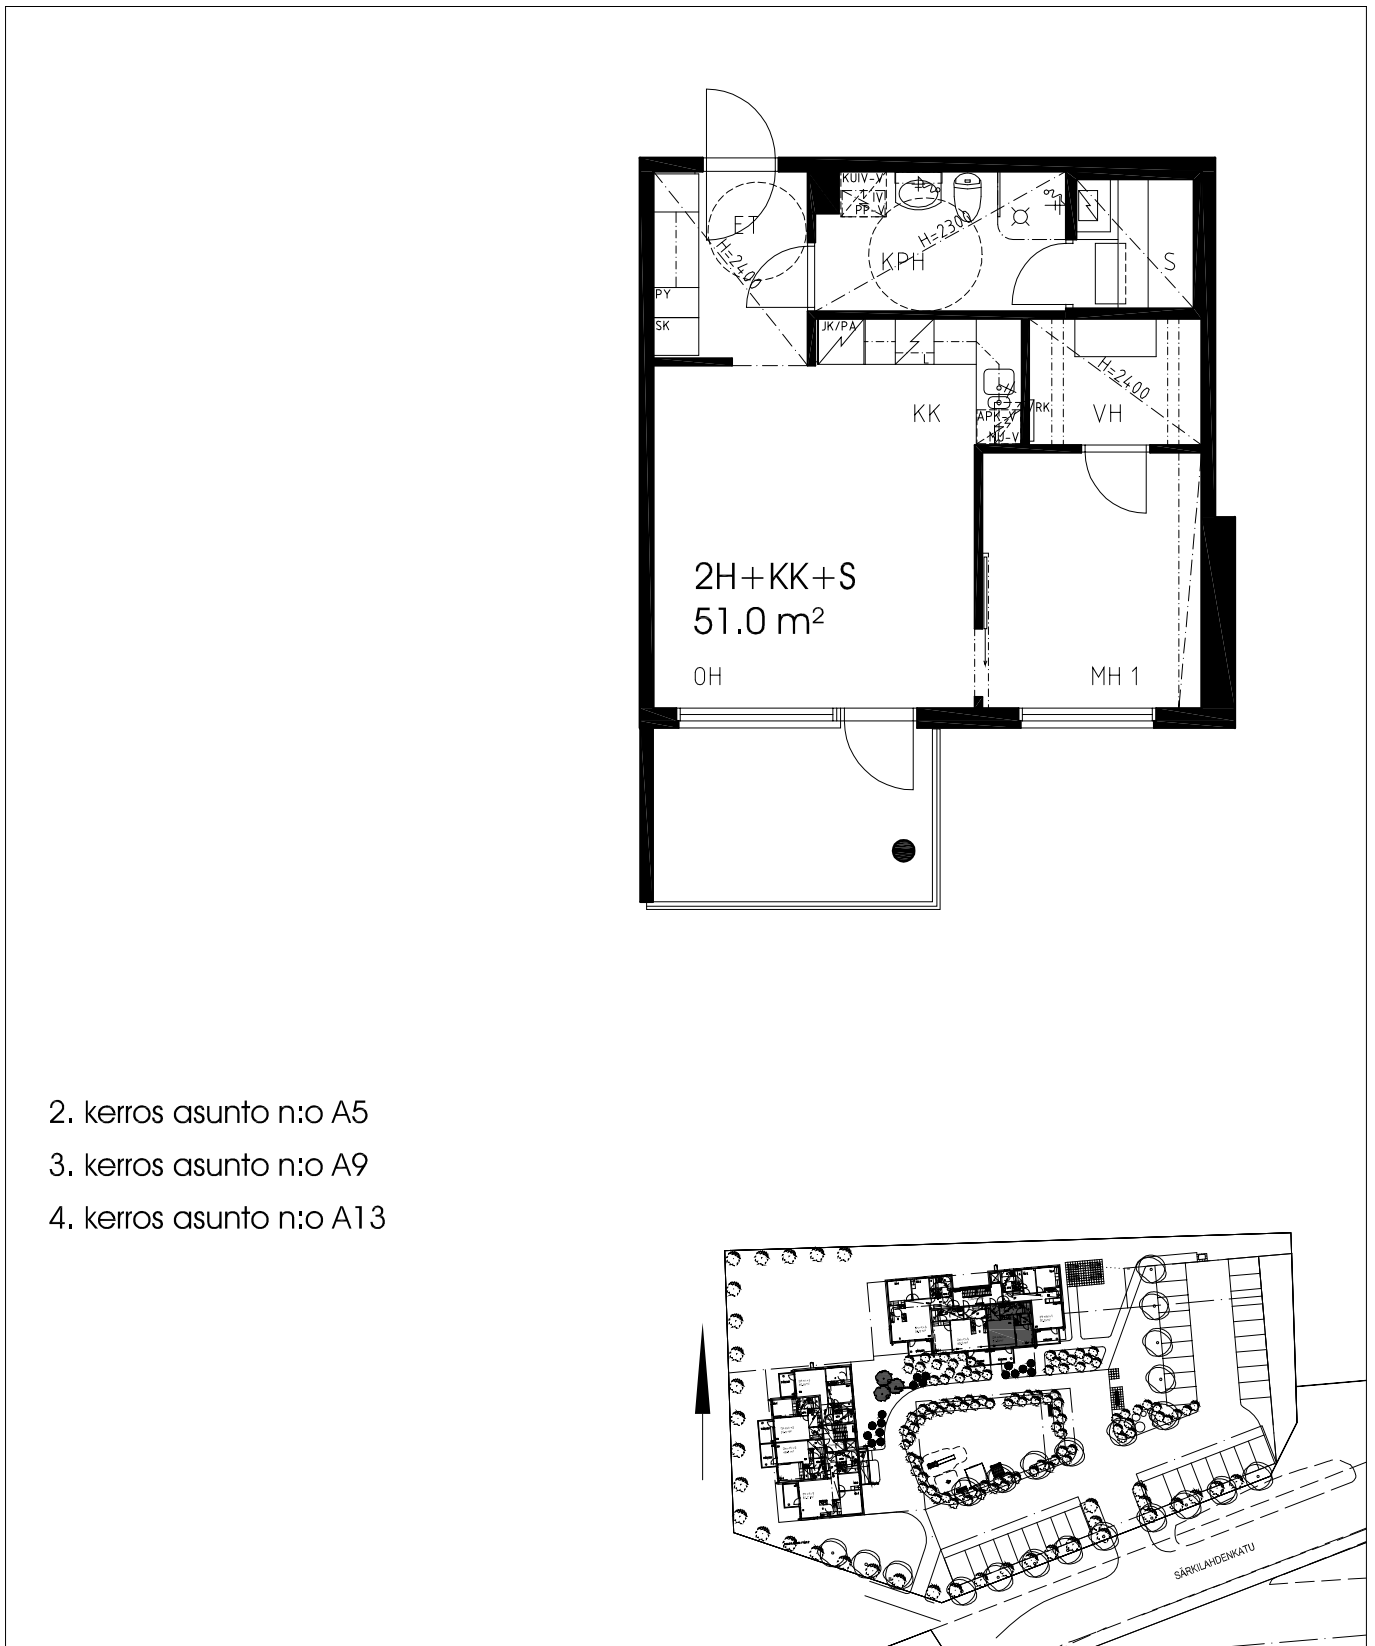 KUIV-V
IV
PP-V
ET
H=2400
H=2300
KPH
S
PY
SK
JK/PA
L
H=2400
KK
APK-V
RK
VH
2H+KK+S
51.0 m²
OH
MH 1
2. kerros asunto n:o A5
3. kerros asunto n:o A9
4. kerros asunto n:o A13
SÄRKILAHDENKATU